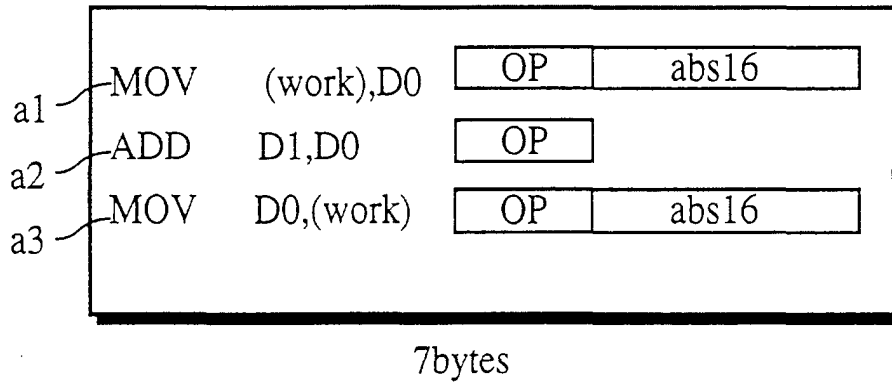 a1 MOV (work),D0 OP abs16
a2 ADD D1,D0 OP
a3 MOV D0,(work) OP abs16
7bytes